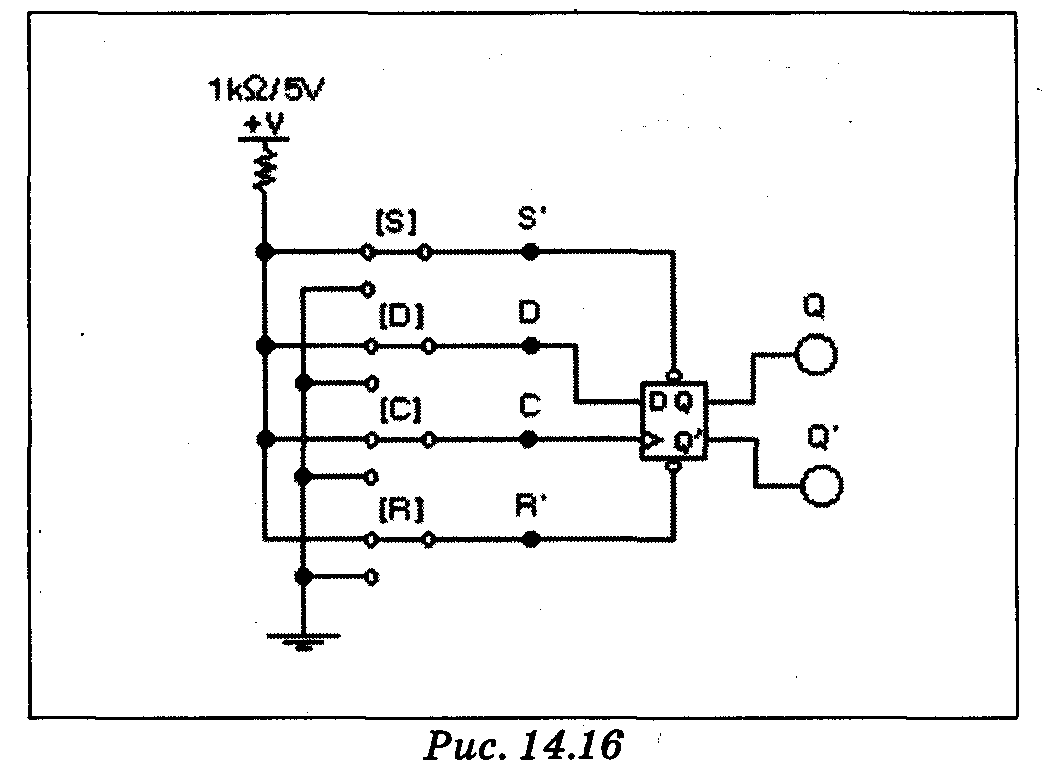 1kΩ/5V
+V
[S] S'
[D] D
Q
D Q
[C] C
Q'
Q'
[R] R'
Рис. 14.16